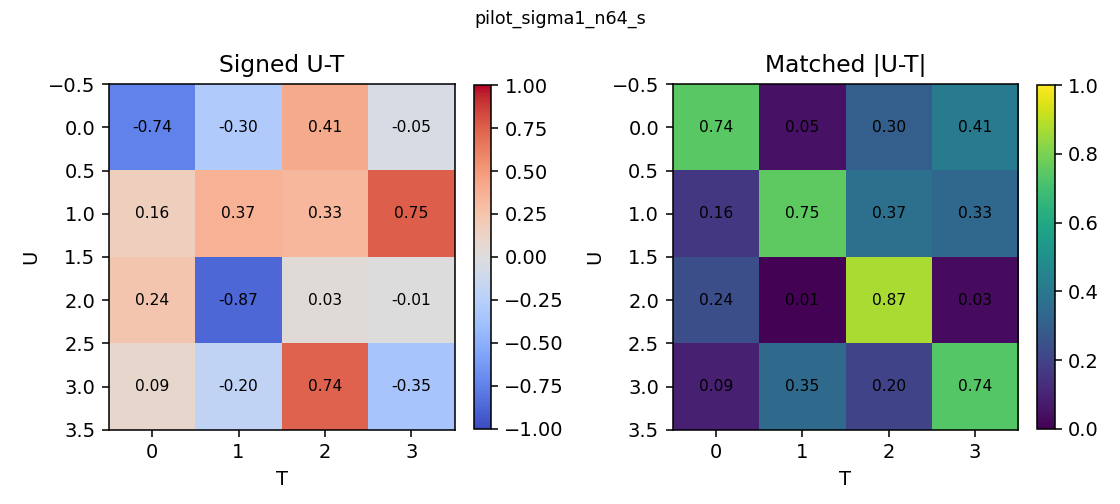 pilot_sigma1_n64_s
Signed U-T
−0.5
0.0
0.5
1.0
1.5
2.0
2.5
3.0
3.5
U
-0.74 -0.30 0.41 -0.05
0.16 0.37 0.33 0.75
0.24 -0.87 0.03 -0.01
0.09 -0.20 0.74 -0.35
0 1 2 3
T
1.00
0.75
0.50
0.25
0.00
−0.25
−0.50
−0.75
−1.00
Matched |U-T|
−0.5
0.0
0.5
1.0
1.5
2.0
2.5
3.0
3.5
U
0.74 0.05 0.30 0.41
0.16 0.75 0.37 0.33
0.24 0.01 0.87 0.03
0.09 0.35 0.20 0.74
0 1 2 3
T
1.0
0.8
0.6
0.4
0.2
0.0